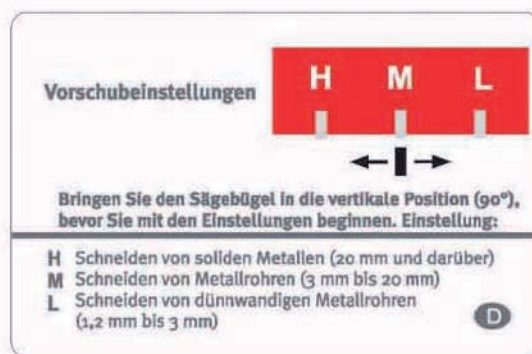 H M L
Vorschubeinstellungen
Bringen Sie den Sägebügel in die vertikale Position (90°),
bevor Sie mit den Einstellungen beginnen. Einstellung:
H Schneiden von soliden Metallen (20 mm und darüber)
M Schneiden von Metallrohren (3 mm bis 20 mm)
L Schneiden von dünnwandigen Metallrohren
(1,2 mm bis 3 mm)
D